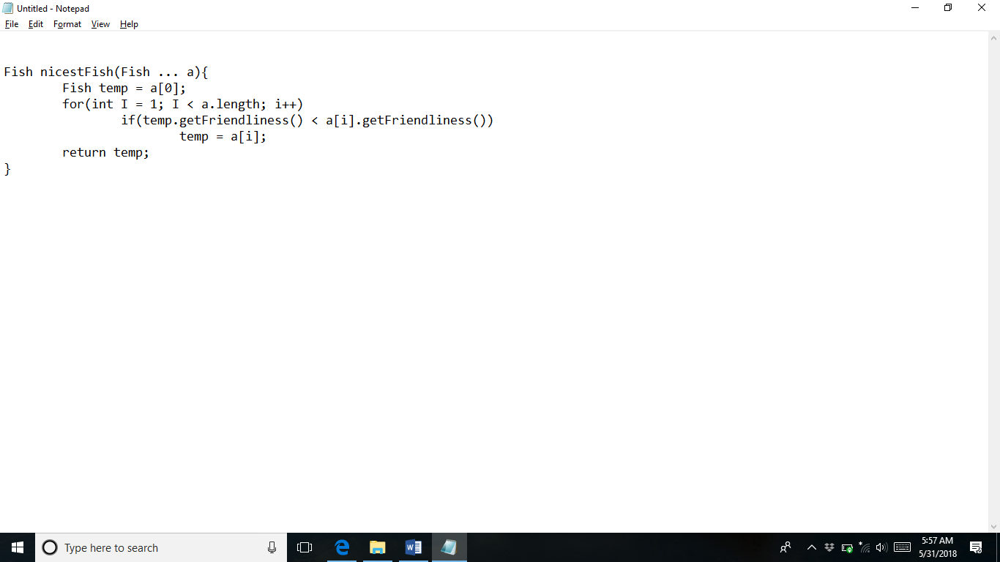 Untitled - Notepad
File Edit Format View Help
Fish nicestFish(Fish ... a){
        Fish temp = a[0];
        for(int I = 1; I < a.length; i++)
                if(temp.getFriendliness() < a[i].getFriendliness())
                        temp = a[i];
        return temp;
}
Type here to search
5:57 AM
5/31/2018